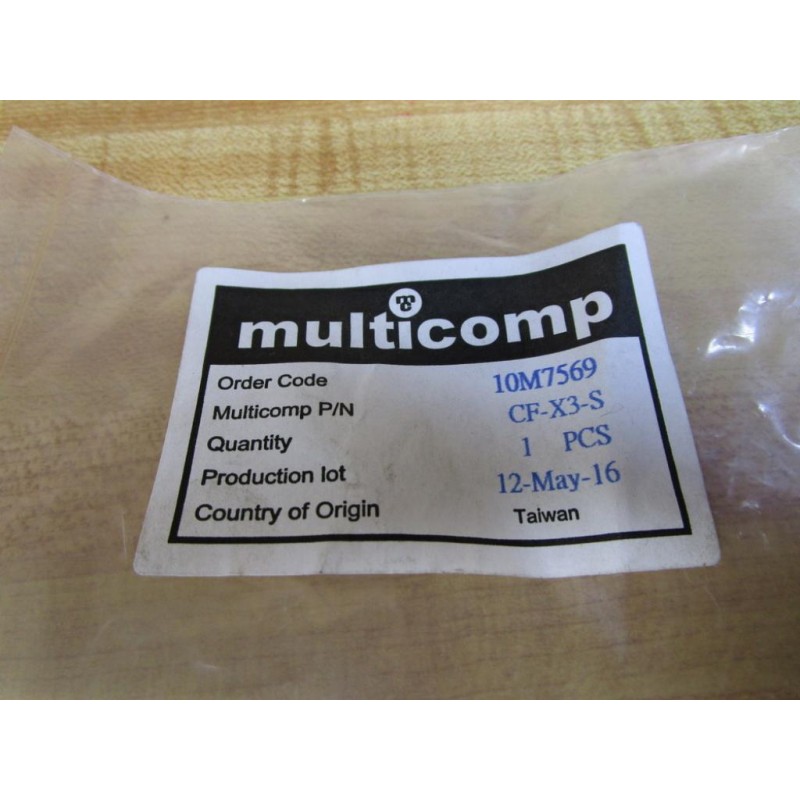 mc
multicomp
Order Code 10M7569
Multicomp P/N CF-X3-S
Quantity 1 PCS
Production lot 12-May-16
Country of Origin Taiwan